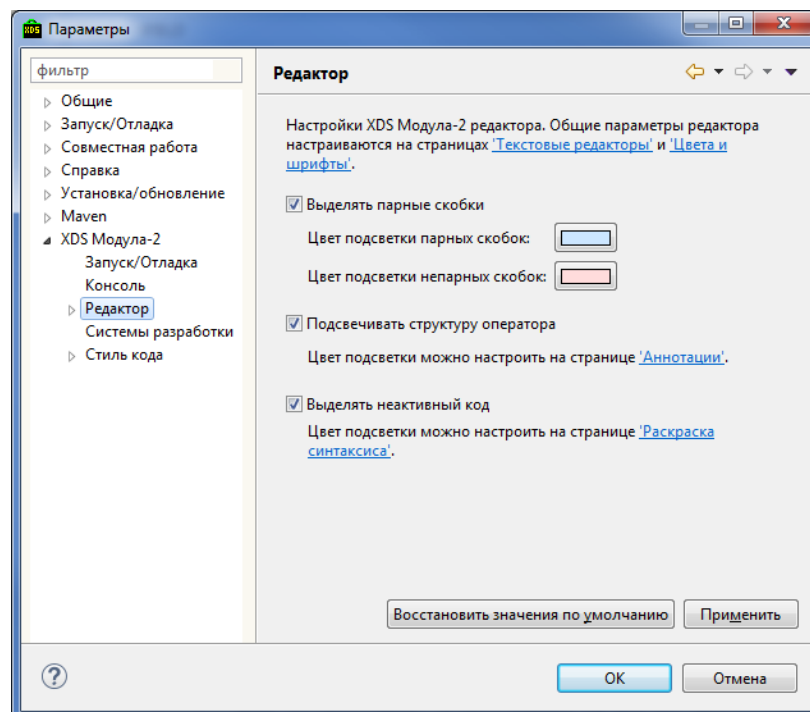 XDS
Параметры
фильтр
Общие
Запуск/Отладка
Совместная работа
Справка
Установка/обновление
Maven
XDS Модула-2
Запуск/Отладка
Консоль
Редактор
Системы разработки
Стиль кода
Редактор
Настройки XDS Модула-2 редактора. Общие параметры редактора
настраиваются на страницах 'Текстовые редакторы' и 'Цвета и
шрифты'.
Выделять парные скобки
Цвет подсветки парных скобок:
Цвет подсветки непарных скобок:
Подсвечивать структуру оператора
Цвет подсветки можно настроить на странице 'Аннотации'.
Выделять неактивный код
Цвет подсветки можно настроить на странице 'Раскраска
синтаксиса'.
Восстановить значения по умолчанию
Применить
?
OK
Отмена